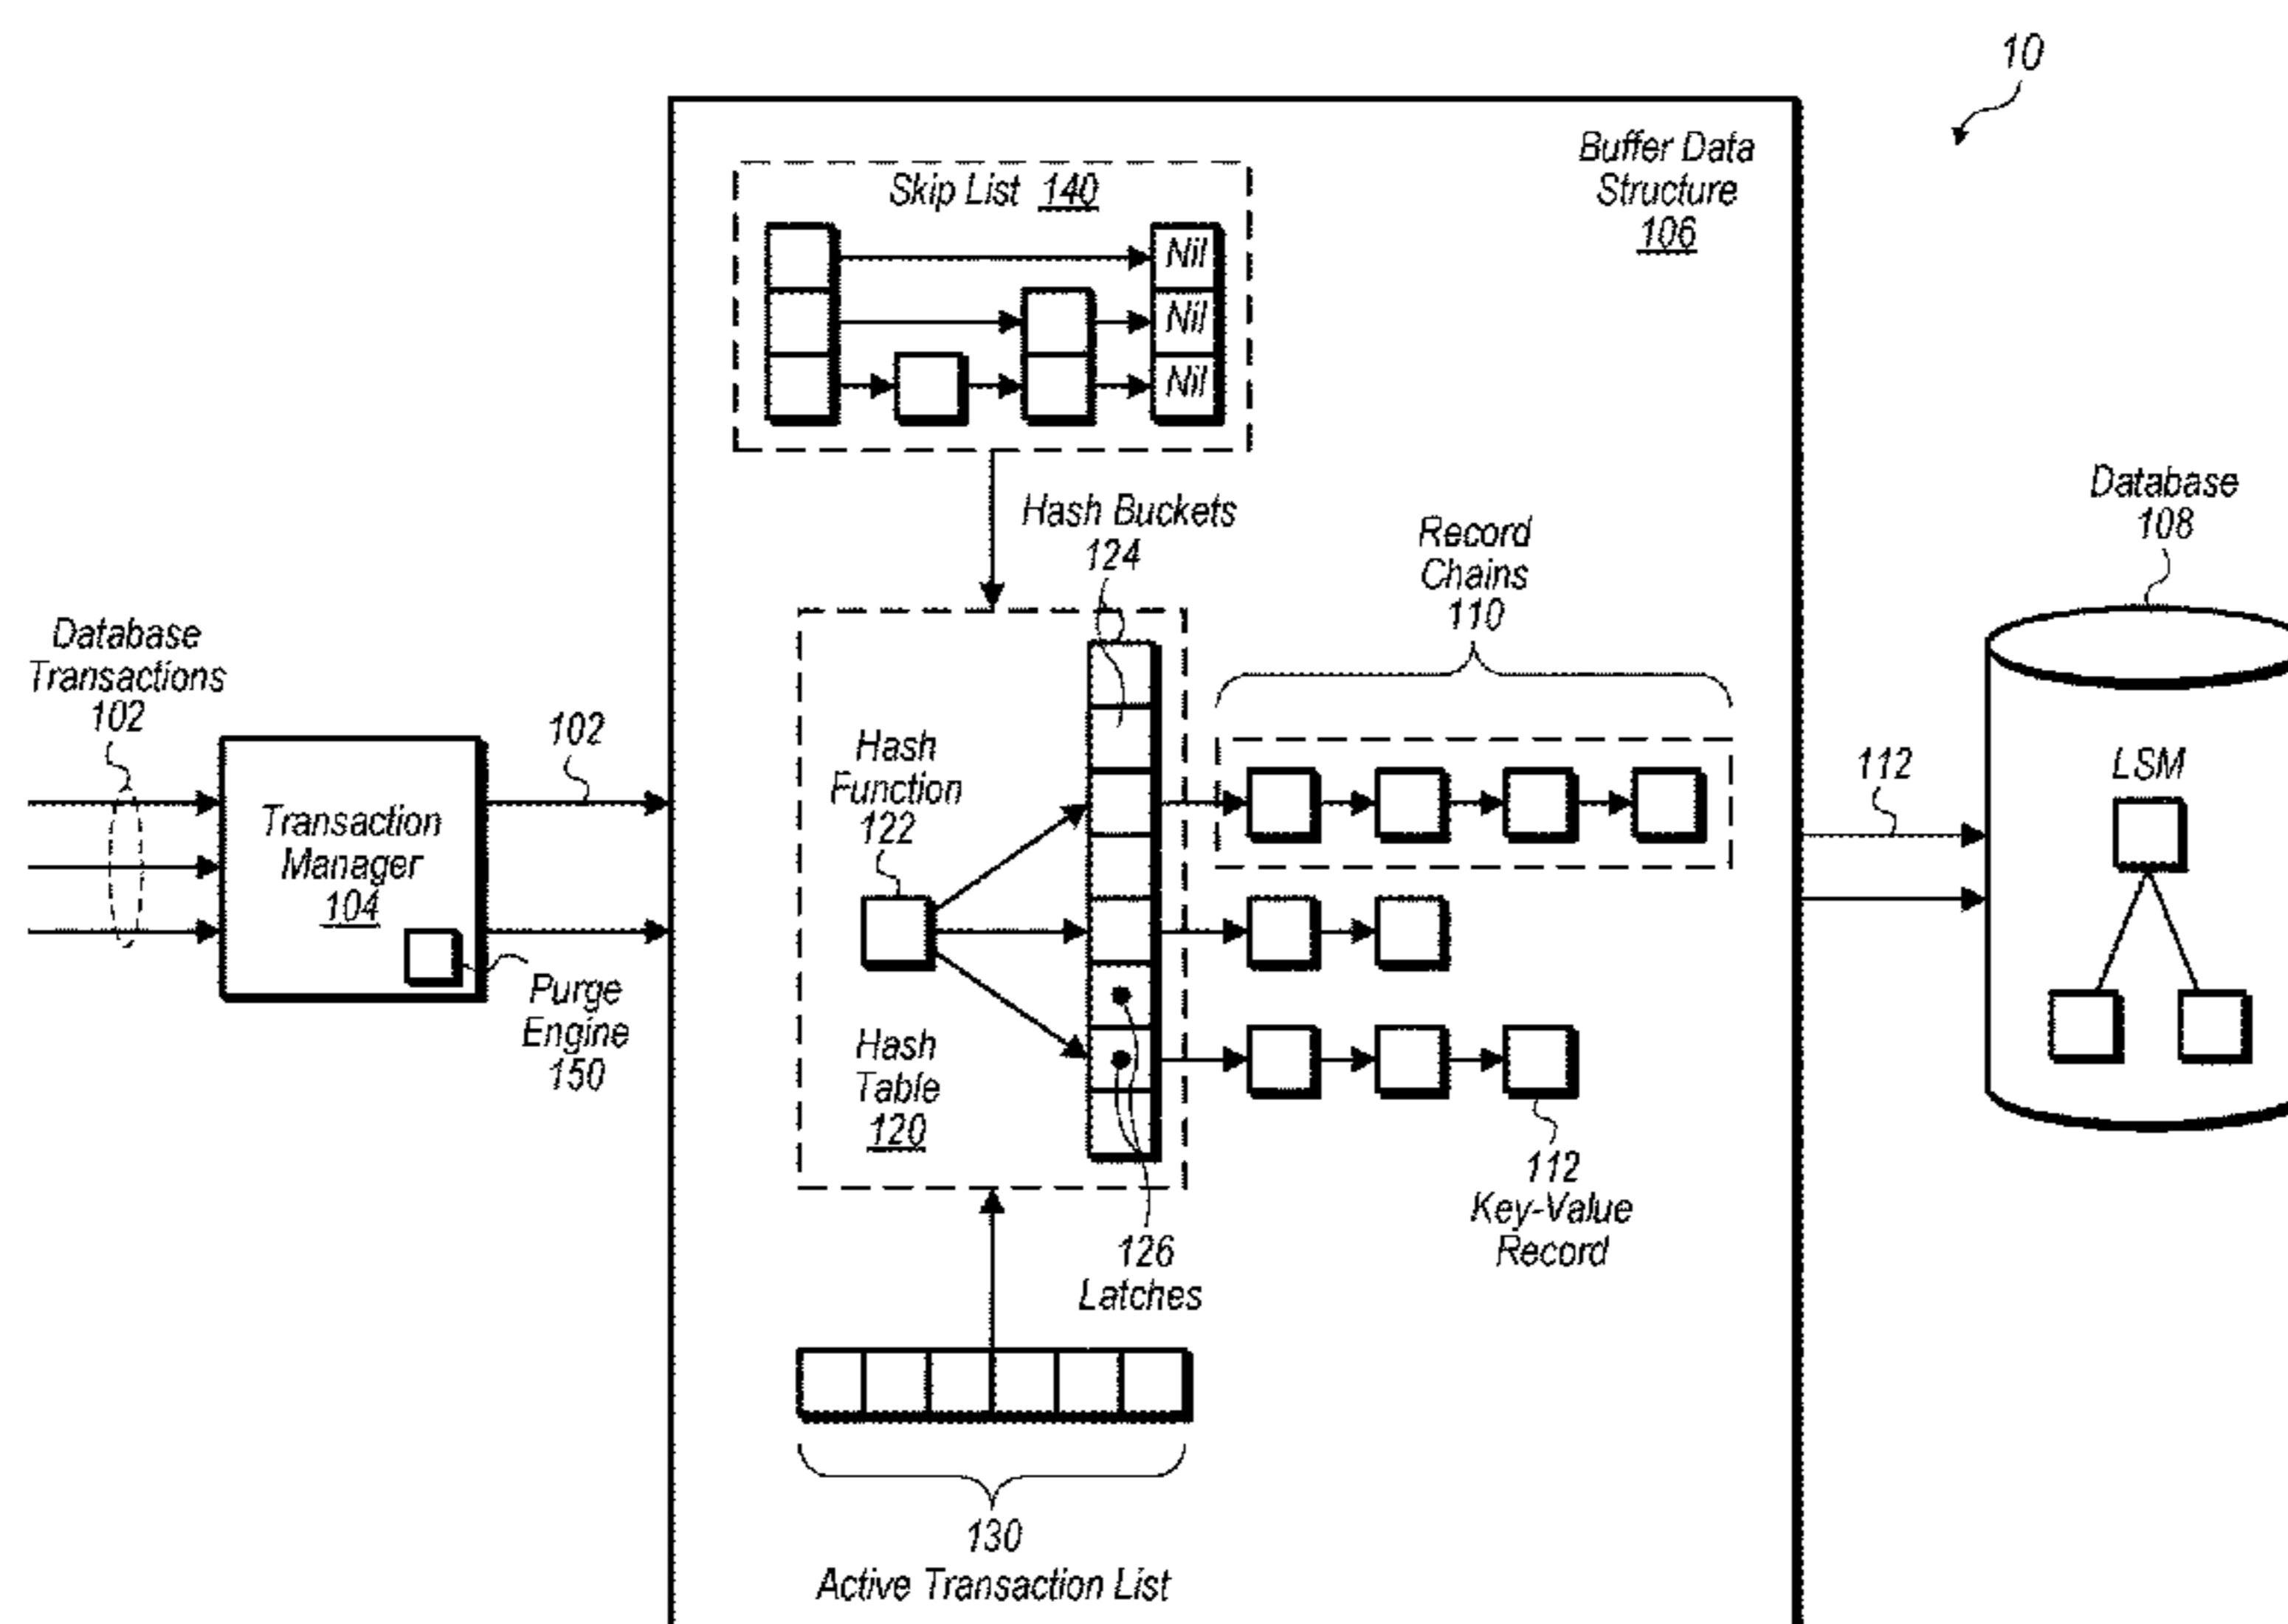 10
Buffer Data
Structure
106
Skip List 140
Nil
Nil
Nil
Hash Buckets
124
Record
Chains
110
Database
108
Database
Transactions
102
102
Transaction
Manager
104
Purge
Engine
150
Hash
Function
122
Hash
Table
120
112
LSM
126
Latches
112
Key-Value
Record
130
Active Transaction List